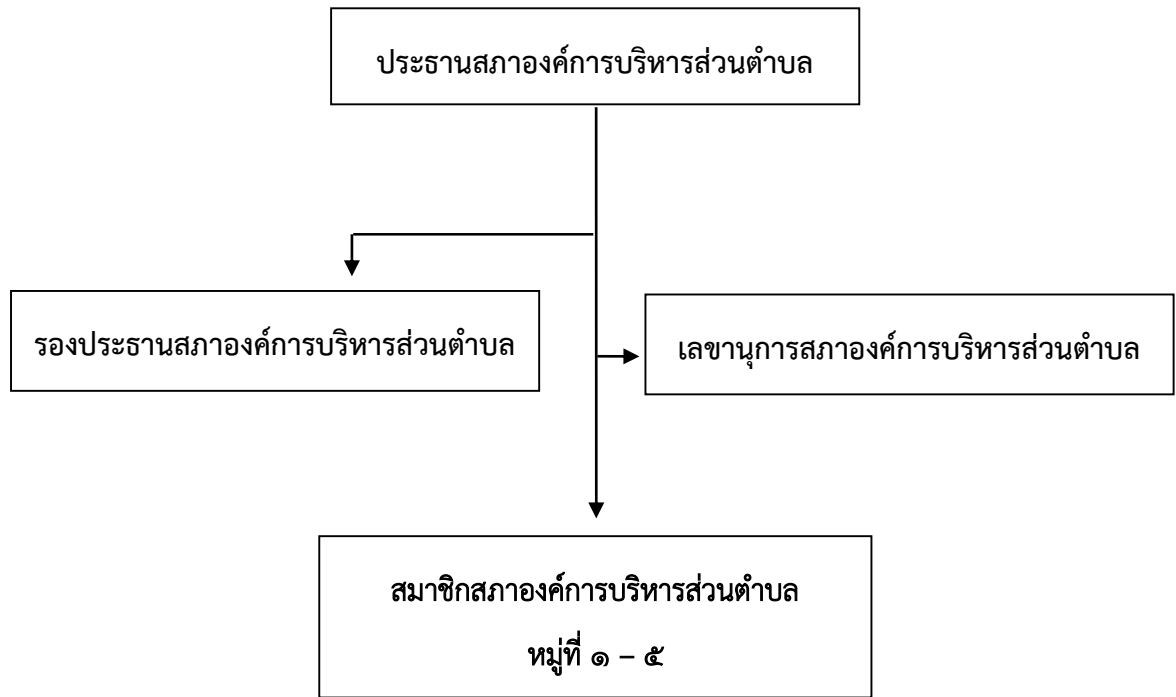 ประธานสภาองค์การบริหารส่วนตำบล
รองประธานสภาองค์การบริหารส่วนตำบล
เลขานุการสภาองค์การบริหารส่วนตำบล
สมาชิกสภาองค์การบริหารส่วนตำบล
หมู่ที่ ๑ – ๕